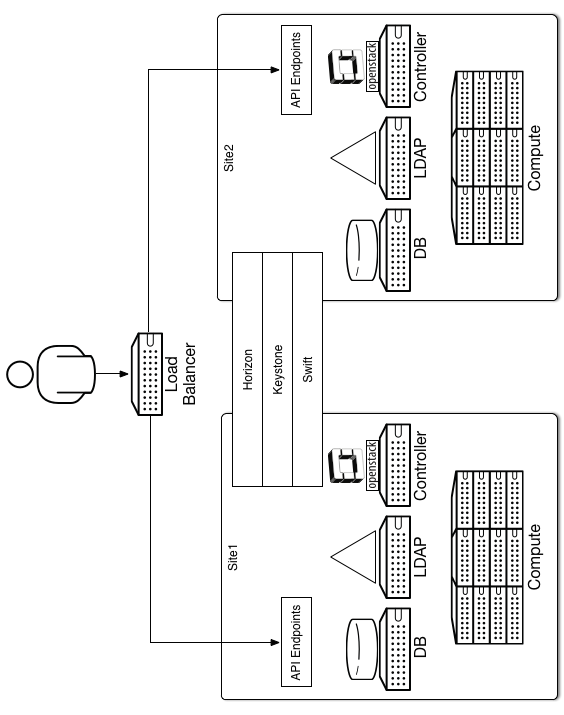 Load
Balancer
Site1
API Endpoints
DB
LDAP
openstack
Controller
Compute
Horizon
Keystone
Swift
Site2
API Endpoints
DB
LDAP
openstack
Controller
Compute